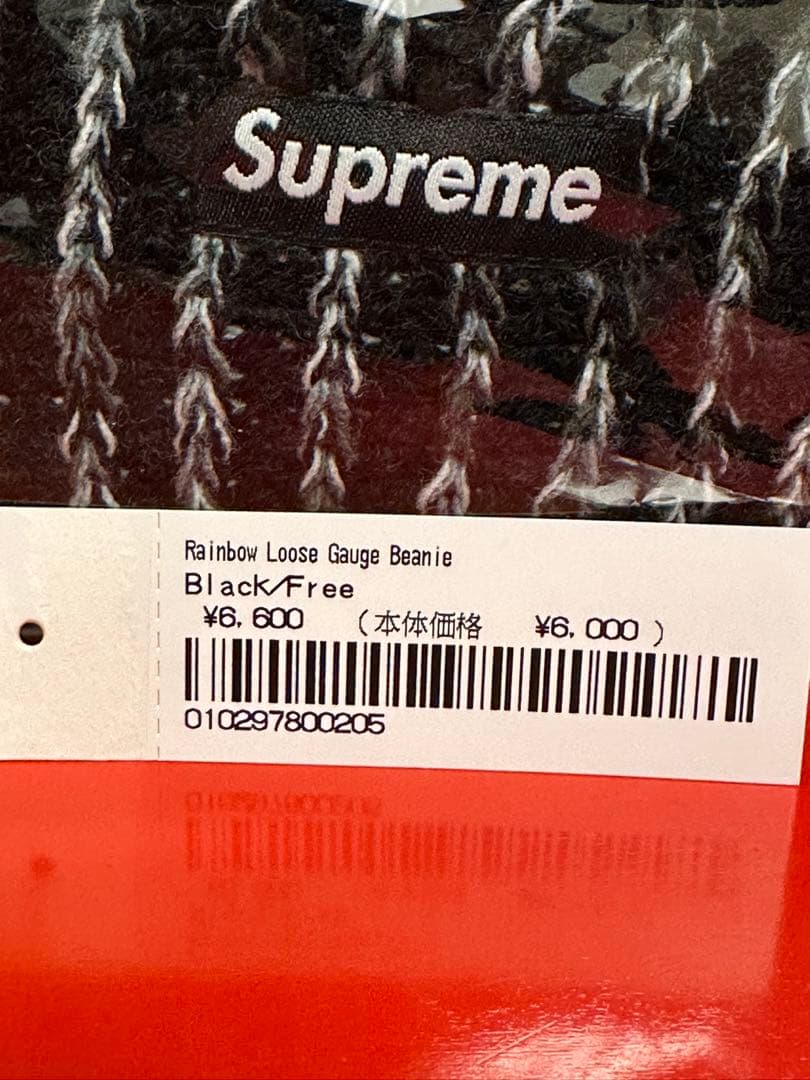 Supreme
Rainbow Loose Gauge Beanie
Black/Free
¥6,600 (本体価格 ¥6,000)
010297800205